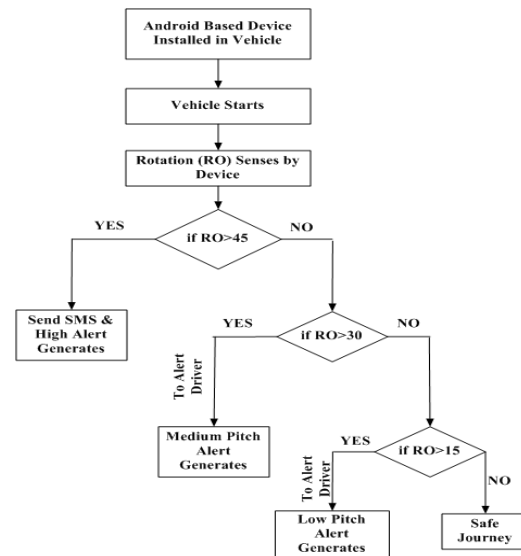 Android Based Device
Installed in Vehicle
Vehicle Starts
Rotation (RO) Senses by
Device
YES
if RO>45
NO
Send SMS &
High Alert
Generates
YES
if RO>30
NO
To Alert
Driver
Medium Pitch
Alert
Generates
YES
if RO>15
NO
To Alert
Driver
Low Pitch
Alert
Generates
Safe
Journey